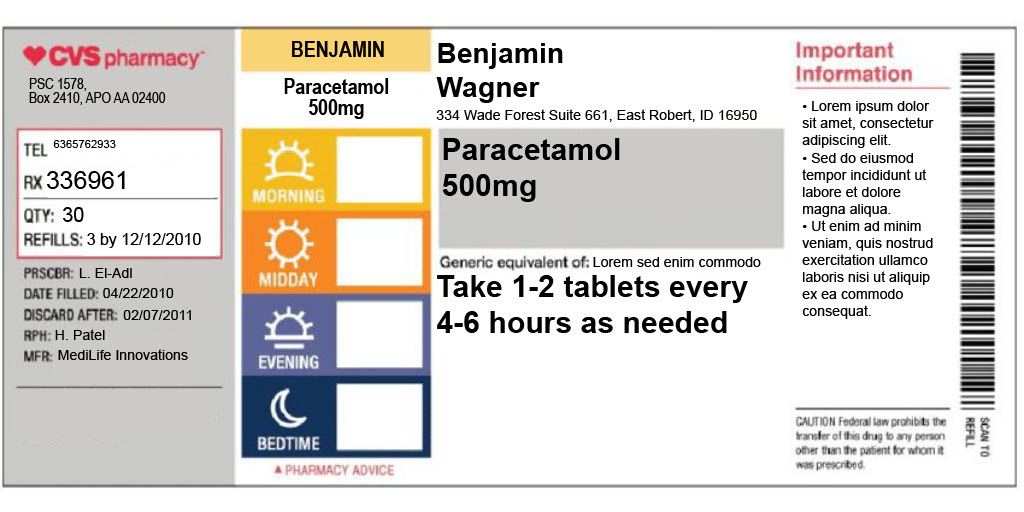 CVS pharmacy
PSC 1578,
Box 2410, APO AA 02400
TEL 6365762933
RX 336961
QTY: 30
REFILLS: 3 by 12/12/2010
PRSCBR: L. El-Adl
DATE FILLED: 04/22/2010
DISCARD AFTER: 02/07/2011
RPH: H. Patel
MFR: MediLife Innovations
BENJAMIN
Paracetamol
500mg
MORNING
MIDDAY
EVENING
BEDTIME
▲ PHARMACY ADVICE
Benjamin
Wagner
334 Wade Forest Suite 661, East Robert, ID 16950
Paracetamol
500mg
Generic equivalent of: Lorem sed enim commodo
Take 1-2 tablets every
4-6 hours as needed
Important
Information
• Lorem ipsum dolor
sit amet, consectetur
adipiscing elit.
• Sed do eiusmod
tempor incididunt ut
labore et dolore
magna aliqua.
• Ut enim ad minim
veniam, quis nostrud
exercitation ullamco
laboris nisi ut aliquip
ex ea commodo
consequat.
CAUTION Federal law prohibits the
transfer of this drug to any person
other than the patient for whom it
was prescribed.
SCAN TO
REFILL